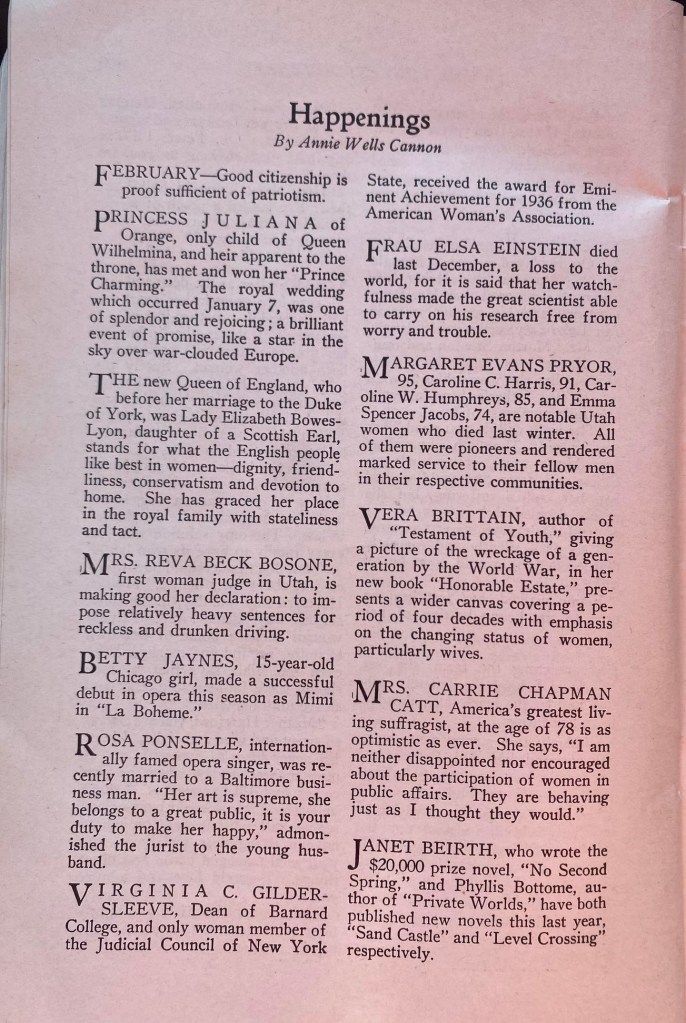 Happenings
By Annie Wells Cannon
FEBRUARY—Good citizenship is
proof sufficient of patriotism.
PRINCESS JULIANA of
Orange, only child of Queen
Wilhelmina, and heir apparent to the
throne, has met and won her "Prince
Charming." The royal wedding
which occurred January 7, was one
of splendor and rejoicing; a brilliant
event of promise, like a star in the
sky over war-clouded Europe.
THE new Queen of England, who
before her marriage to the Duke
of York, was Lady Elizabeth Bowes-
Lyon, daughter of a Scottish Earl,
stands for what the English people
like best in women—dignity, friend-
liness, conservatism and devotion to
home. She has graced her place
in the royal family with stateliness
and tact.
MRS. REVA BECK BOSONE,
first woman judge in Utah, is
making good her declaration: to im-
pose relatively heavy sentences for
reckless and drunken driving.
BETTY JAYNES, 15-year-old
Chicago girl, made a successful
debut in opera this season as Mimi
in "La Boheme."
ROSA PONSELLE, internation-
ally famed opera singer, was re-
cently married to a Baltimore busi-
ness man. "Her art is supreme, she
belongs to a great public, it is your
duty to make her happy," admon-
ished the jurist to the young hus-
band.
VIRGINIA C. GILDER-
SLEEVE, Dean of Barnard
College, and only woman member of
the Judicial Council of New York
State, received the award for Emi-
nent Achievement for 1936 from the
American Woman's Association.
FRAU ELSA EINSTEIN died
last December, a loss to the
world, for it is said that her watch-
fulness made the great scientist able
to carry on his research free from
worry and trouble.
MARGARET EVANS PRYOR,
95, Caroline C. Harris, 91, Car-
oline W. Humphreys, 85, and Emma
Spencer Jacobs, 74, are notable Utah
women who died last winter. All
of them were pioneers and rendered
marked service to their fellow men
in their respective communities.
VERA BRITTAIN, author of
"Testament of Youth," giving
a picture of the wreckage of a gen-
eration by the World War, in her
new book "Honorable Estate," pre-
sents a wider canvas covering a pe-
riod of four decades with emphasis
on the changing status of women,
particularly wives.
MRS. CARRIE CHAPMAN
CATT, America's greatest liv-
ing suffragist, at the age of 78 is as
optimistic as ever. She says, "I am
neither disappointed nor encouraged
about the participation of women in
public affairs. They are behaving
just as I thought they would."
JANET BEIRTH, who wrote the
$20,000 prize novel, "No Second
Spring," and Phyllis Bottome, au-
thor of "Private Worlds," have both
published new novels this last year,
"Sand Castle" and "Level Crossing"
respectively.